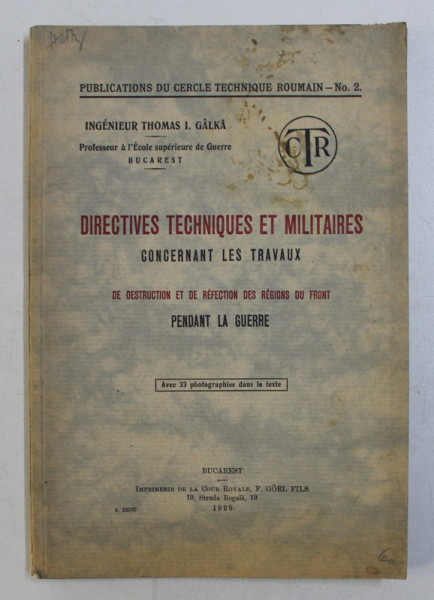 PUBLICATIONS DU CERCLE TECHNIQUE ROUMAIN — No. 2.
INGÉNIEUR THOMAS I. GÂLKĂ
Professeur à l'École supérieure de Guerre
BUCAREST
CTR
DIRECTIVES TECHNIQUES ET MILITAIRES
CONCERNANT LES TRAVAUX
DE DESTRUCTION ET DE RÉFECTION DES RÉGIONS DU FRONT
PENDANT LA GUERRE
Avec 33 photographies dans le texte
BUCAREST
IMPRIMERIE DE LA COUR ROYALE, F. GÖBL FILS
19, Strada Regală, 19
1925